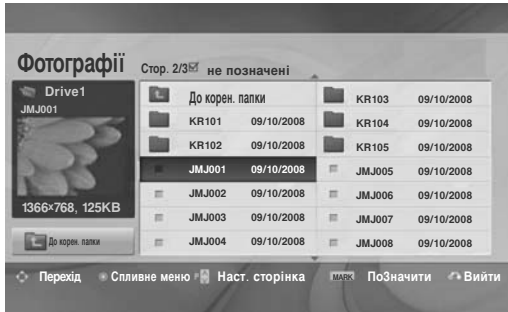 Фотографії
Стор. 2/3 не позначені
Drive1
JMJ001
1366×768, 125KB
До корен. папки
До корен. папки
KR101 09/10/2008
KR102 09/10/2008
JMJ001 09/10/2008
JMJ002 09/10/2008
JMJ003 09/10/2008
JMJ004 09/10/2008
KR103 09/10/2008
KR104 09/10/2008
KR105 09/10/2008
JMJ005 09/10/2008
JMJ006 09/10/2008
JMJ007 09/10/2008
JMJ008 09/10/2008
Перехід Спливне меню P Наст. сторінка MARK ПоЗначити Вийти